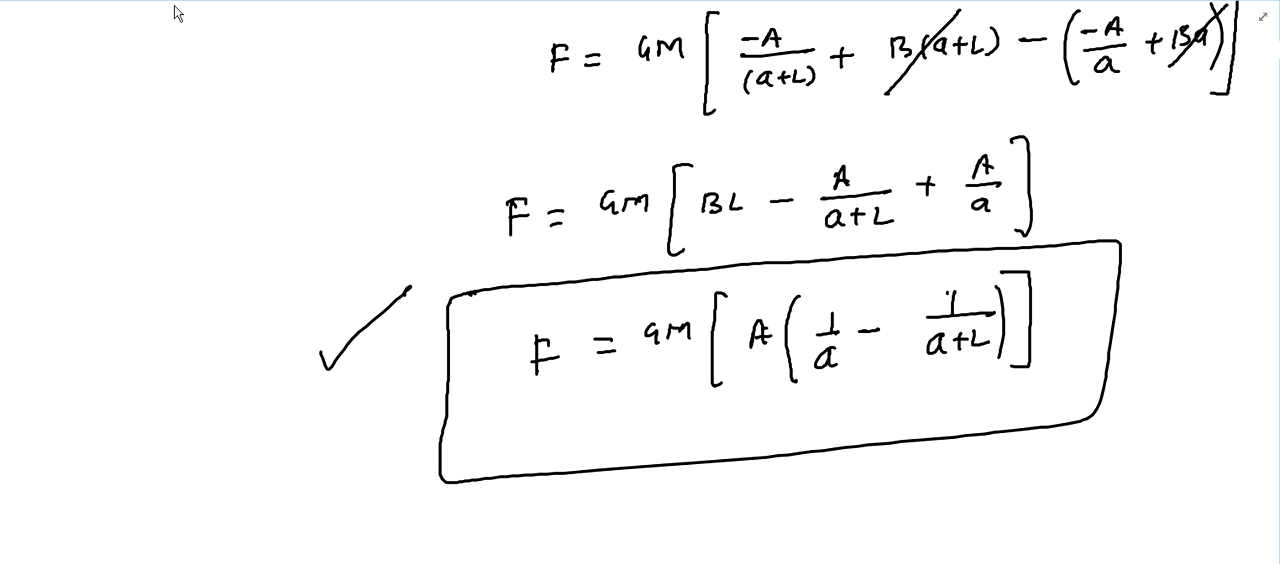 F = GM [ -A/(a+L) + B(a+L) - ( -A/a + Ba ) ]
F = GM [ BL - A/a+L + A/a ]
F = GM [ A ( 1/a - 1/a+L ) ]